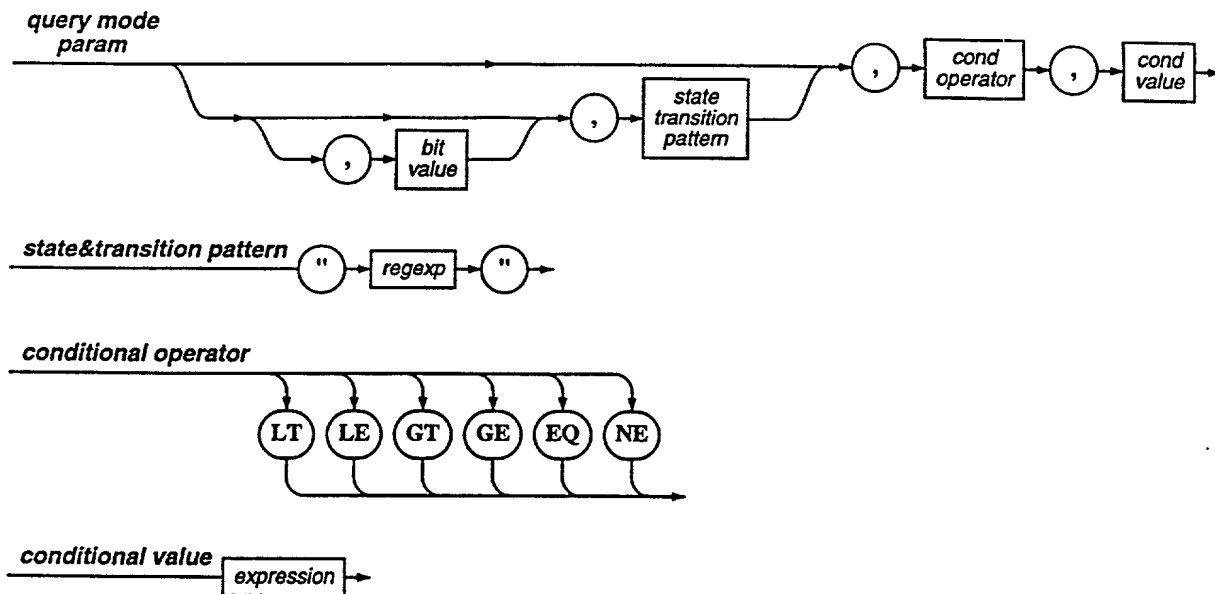 query mode
param
,
cond
operator
,
cond
value
,
state
transition
pattern
,
bit
value
state&transition pattern
" regexp "
conditional operator
LT LE GT GE EQ NE
conditional value
expression